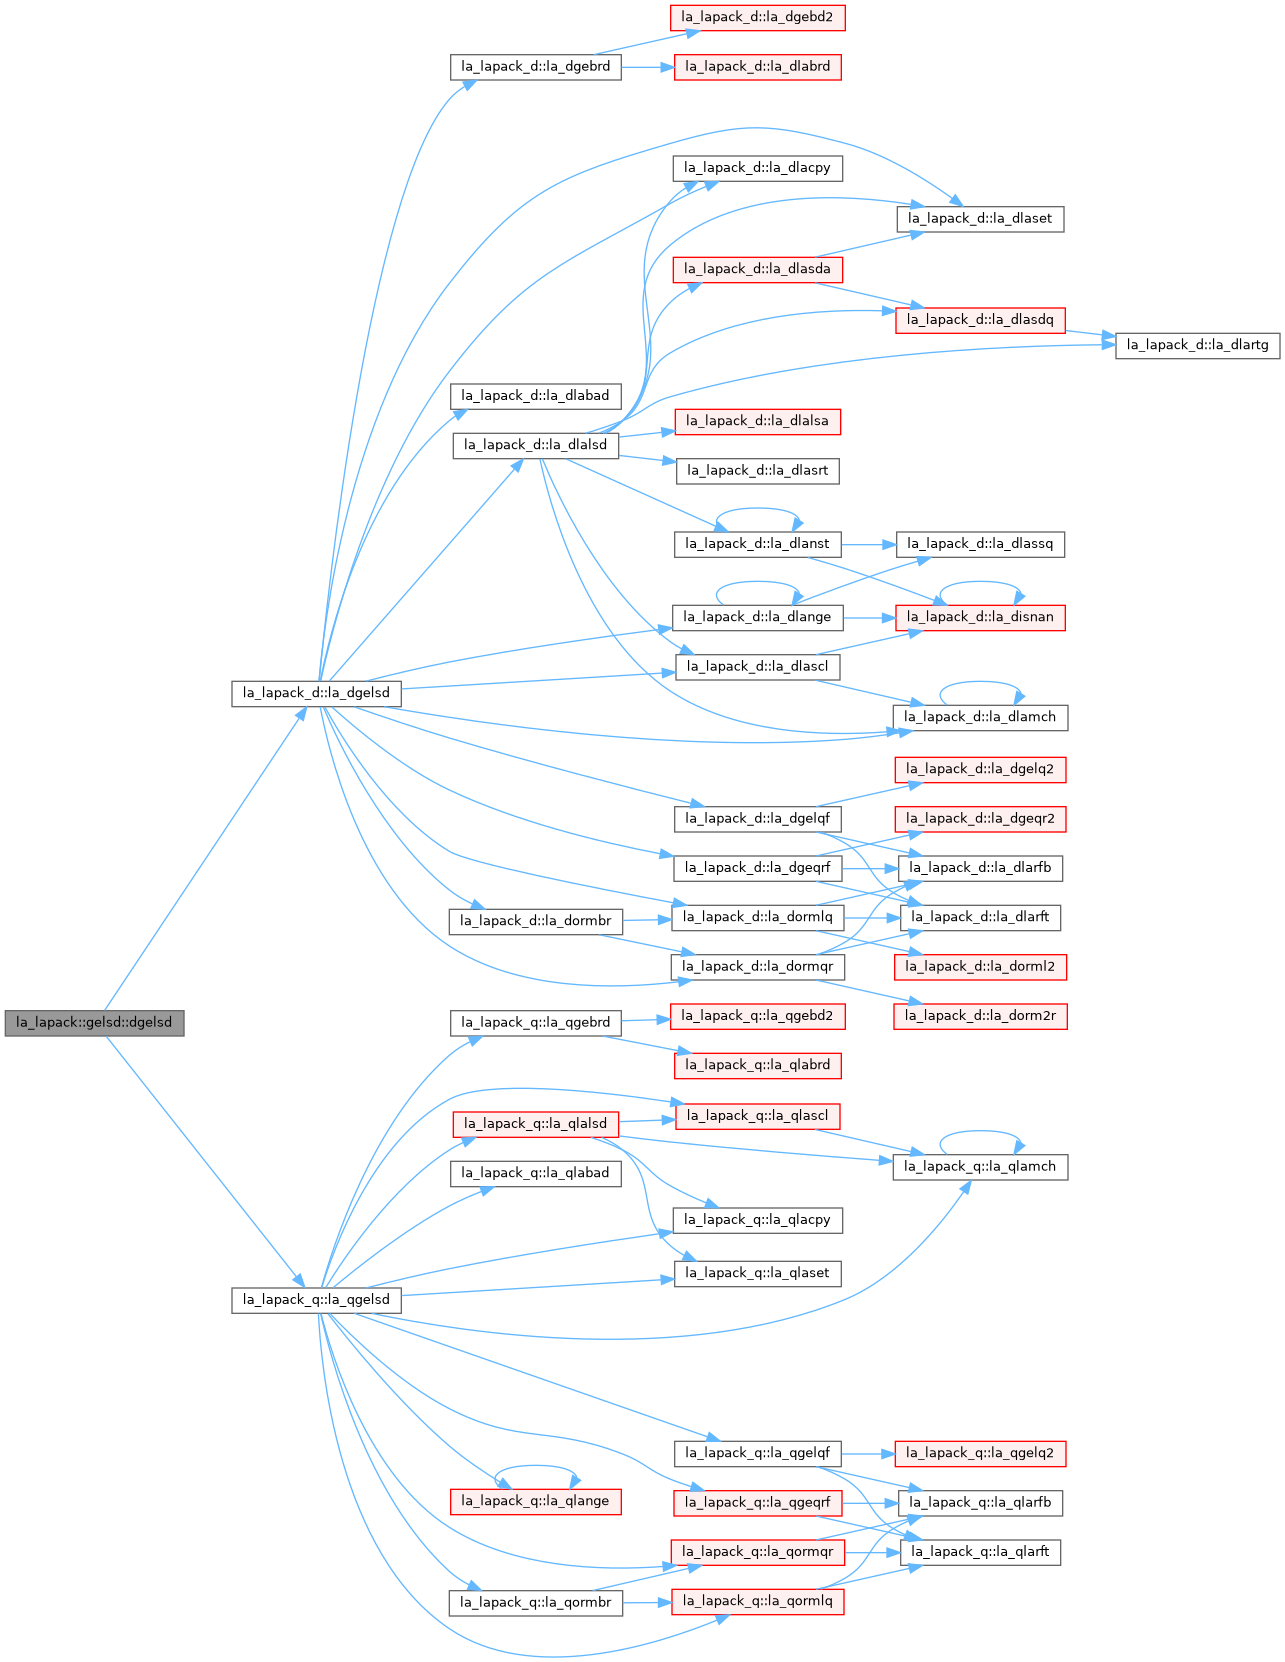 la_lapack_d::la_dgebd2
la_lapack_d::la_dgebrd
la_lapack_d::la_dlabrd
la_lapack_d::la_dlacpy
la_lapack_d::la_dlaset
la_lapack_d::la_dlasda
la_lapack_d::la_dlasdq
la_lapack_d::la_dlartg
la_lapack_d::la_dlabad
la_lapack_d::la_dlalsa
la_lapack_d::la_dlalsd
la_lapack_d::la_dlasrt
la_lapack_d::la_dlanst
la_lapack_d::la_dlassq
la_lapack_d::la_dlange
la_lapack_d::la_disnan
la_lapack_d::la_dlascl
la_lapack_d::la_dgelsd
la_lapack_d::la_dlamch
la_lapack_d::la_dgelq2
la_lapack_d::la_dgelqf
la_lapack_d::la_dgeqr2
la_lapack_d::la_dgeqrf
la_lapack_d::la_dlarfb
la_lapack_d::la_dormbr
la_lapack_d::la_dormlq
la_lapack_d::la_dlarft
la_lapack_d::la_dormqr
la_lapack_d::la_dorml2
la_lapack::gelsd::dgelsd
la_lapack_q::la_qgebrd
la_lapack_q::la_qgebd2
la_lapack_d::la_dorm2r
la_lapack_q::la_qlabrd
la_lapack_q::la_qlalsd
la_lapack_q::la_qlascl
la_lapack_q::la_qlabad
la_lapack_q::la_qlamch
la_lapack_q::la_qlacpy
la_lapack_q::la_qlaset
la_lapack_q::la_qgelsd
la_lapack_q::la_qgelqf
la_lapack_q::la_qgelq2
la_lapack_q::la_qlange
la_lapack_q::la_qgeqrf
la_lapack_q::la_qlarfb
la_lapack_q::la_qormqr
la_lapack_q::la_qlarft
la_lapack_q::la_qormbr
la_lapack_q::la_qormlq